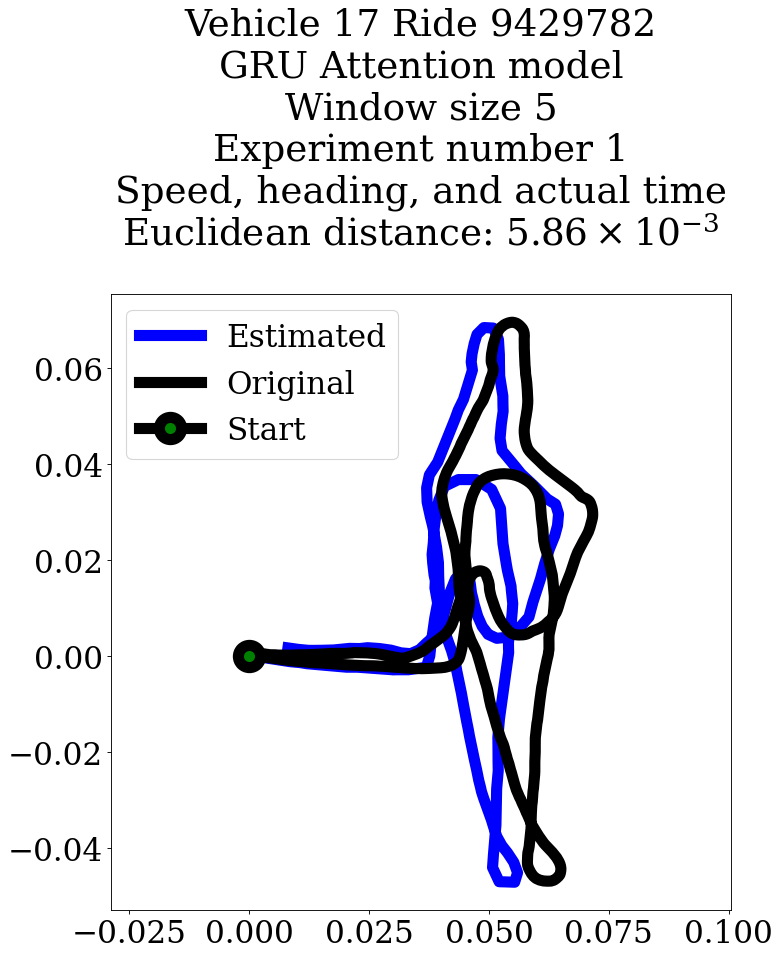 Vehicle 17 Ride 9429782
GRU Attention model
Window size 5
Experiment number 1
Speed, heading, and actual time
Euclidean distance: 5.86 × 10⁻³
Estimated
Original
Start
0.06
0.04
0.02
0.00
−0.02
−0.04
−0.025 0.000 0.025 0.050 0.075 0.100